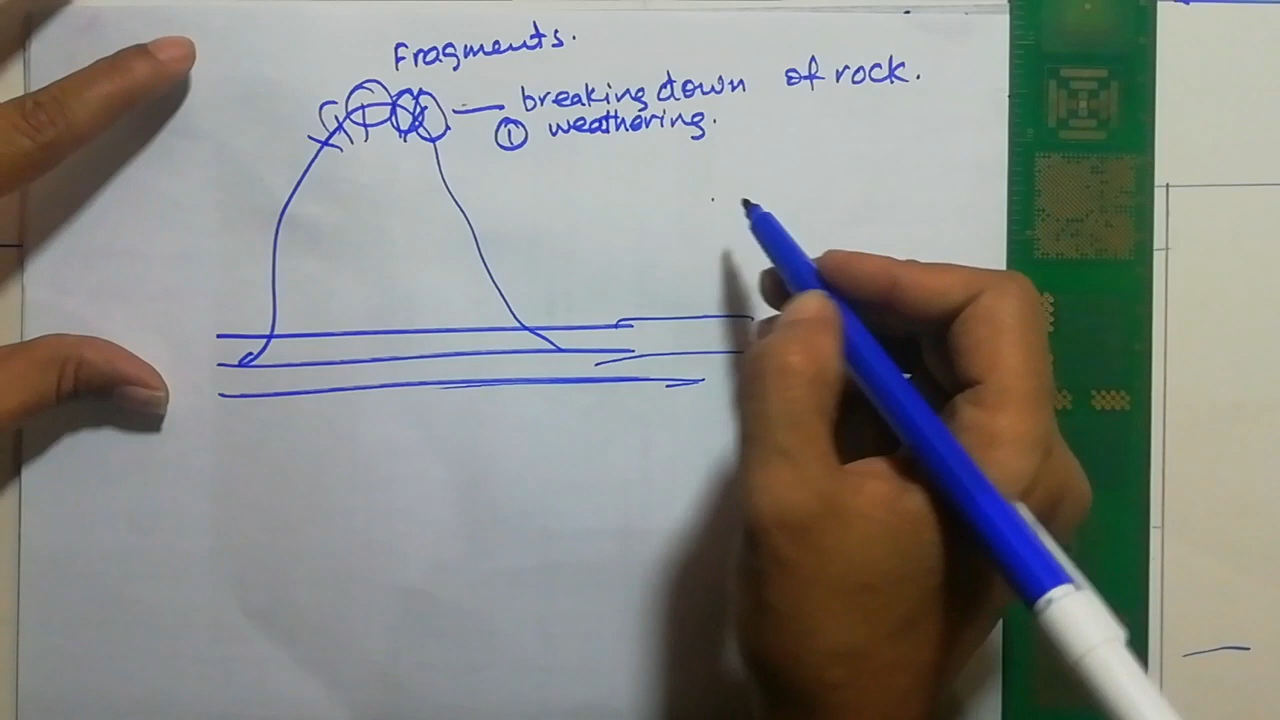 Fragments.
breaking down of rock.
① weathering.